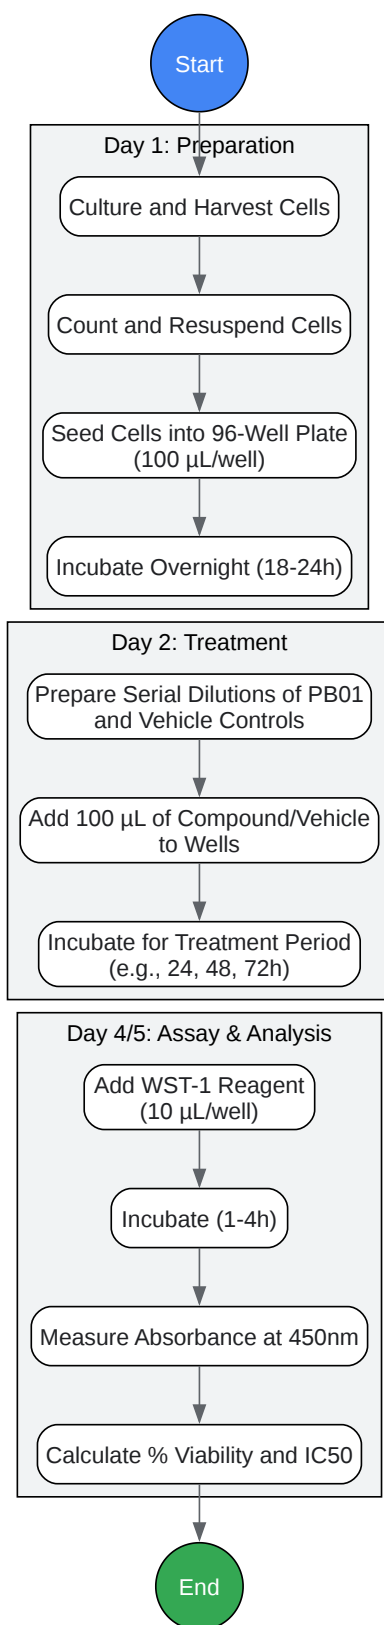 Start
Day 1: Preparation
Culture and Harvest Cells
Count and Resuspend Cells
Seed Cells into 96-Well Plate
(100 µL/well)
Incubate Overnight (18-24h)
Day 2: Treatment
Prepare Serial Dilutions of PB01
and Vehicle Controls
Add 100 µL of Compound/Vehicle
to Wells
Incubate for Treatment Period
(e.g., 24, 48, 72h)
Day 4/5: Assay & Analysis
Add WST-1 Reagent
(10 µL/well)
Incubate (1-4h)
Measure Absorbance at 450nm
Calculate % Viability and IC50
End